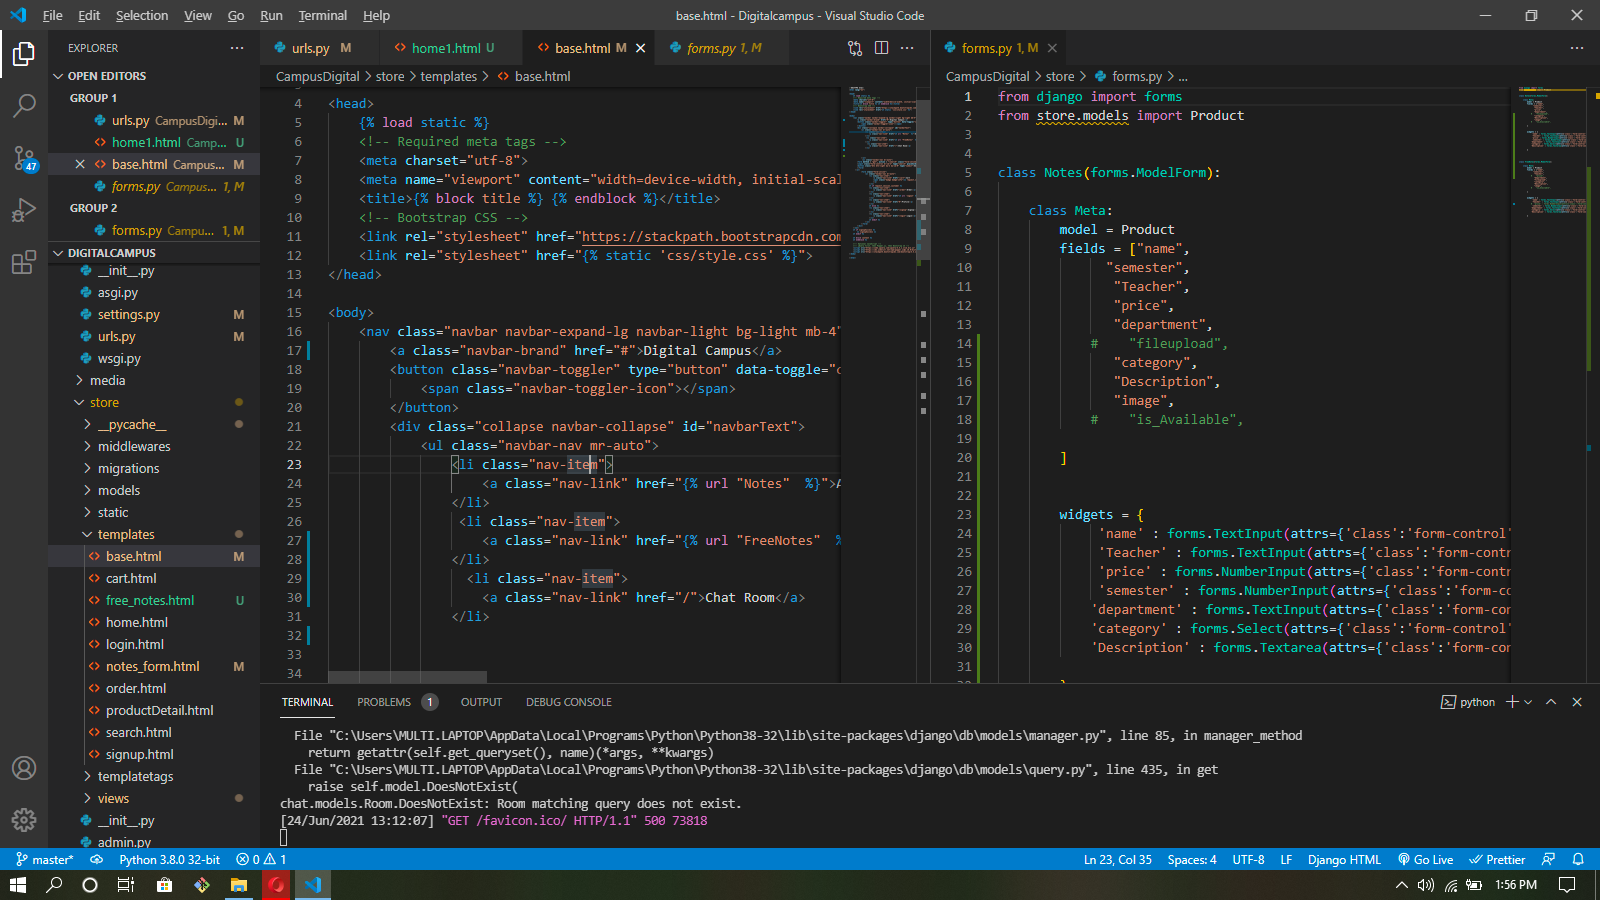 File Edit Selection View Go Run Terminal Help
base.html - Digitalcampus - Visual Studio Code
EXPLORER
OPEN EDITORS
GROUP 1
urls.py CampusDigi... M
home1.html Camp... U
base.html Campus... M
forms.py Campus... 1, M
GROUP 2
forms.py Campu... 1, M
DIGITALCAMPUS
__init__.py
asgi.py
settings.py M
urls.py M
wsgi.py
media
store
__pycache__
middlewares
migrations
models
static
templates
base.html M
cart.html
free_notes.html U
home.html
login.html
notes_form.html M
order.html
productDetail.html
search.html
signup.html
templatetags
views
__init__.py
admin.py
urls.py M
home1.html U
base.html M
forms.py 1, M
CampusDigital > store > templates > base.html
4 <head>
5 {% load static %}
6 <!-- Required meta tags -->
7 <meta charset="utf-8">
8 <meta name="viewport" content="width=device-width, initial-scal
9 <title>{% block title %} {% endblock %}</title>
10 <!-- Bootstrap CSS -->
11 <link rel="stylesheet" href="https://stackpath.bootstrapcdn.com
12 <link rel="stylesheet" href="{% static 'css/style.css' %}">
13 </head>
14
15 <body>
16 <nav class="navbar navbar-expand-lg navbar-light bg-light mb-4"
17 <a class="navbar-brand" href="#">Digital Campus</a>
18 <button class="navbar-toggler" type="button" data-toggle="c
19 <span class="navbar-toggler-icon"></span>
20 </button>
21 <div class="collapse navbar-collapse" id="navbarText">
22 <ul class="navbar-nav mr-auto">
23 <li class="nav-item">
24 <a class="nav-link" href="{% url "Notes"  %}">A
25 </li>
26 <li class="nav-item">
27 <a class="nav-link" href="{% url "FreeNotes"  %
28 </li>
29 <li class="nav-item">
30 <a class="nav-link" href="/">Chat Room</a>
31 </li>
32
33
34
forms.py 1, M
CampusDigital > store > forms.py > ...
1 from django import forms
2 from store.models import Product
3
4
5 class Notes(forms.ModelForm):
6
7 class Meta:
8 model = Product
9 fields = ["name",
10 "semester",
11 "Teacher",
12 "price",
13 "department",
14 # "fileupload",
15 "category",
16 "Description",
17 "image",
18 # "is_Available",
19
20 ]
21
22
23 widgets = {
24 'name' : forms.TextInput(attrs={'class':'form-control'
25 'Teacher' : forms.TextInput(attrs={'class':'form-contr
26 'price' : forms.NumberInput(attrs={'class':'form-contr
27 'semester' : forms.NumberInput(attrs={'class':'form-co
28 'department' : forms.TextInput(attrs={'class':'form-con
29 'category' : forms.Select(attrs={'class':'form-control'
30 'Description' : forms.Textarea(attrs={'class':'form-con
31
TERMINAL PROBLEMS 1 OUTPUT DEBUG CONSOLE
python
File "C:\Users\MULTI.LAPTOP\AppData\Local\Programs\Python\Python38-32\lib\site-packages\django\db\models\manager.py", line 85, in manager_method
return getattr(self.get_queryset(), name)(*args, **kwargs)
File "C:\Users\MULTI.LAPTOP\AppData\Local\Programs\Python\Python38-32\lib\site-packages\django\db\models\query.py", line 435, in get
raise self.model.DoesNotExist(
chat.models.Room.DoesNotExist: Room matching query does not exist.
[24/Jun/2021 13:12:07] "GET /favicon.ico/ HTTP/1.1" 500 73818
47
master* Python 3.8.0 32-bit 0 1
Ln 23, Col 35 Spaces: 4 UTF-8 LF Django HTML Go Live Prettier
1:56 PM